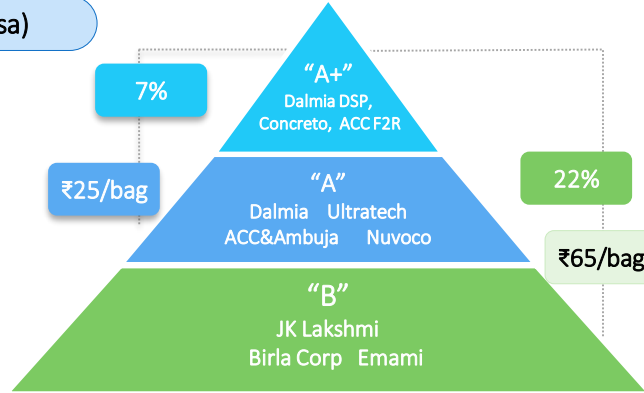 sa)
7%
“A+”
Dalmia DSP,
Concreto, ACC F2R
₹25/bag
“A”
Dalmia Ultratech
ACC&Ambuja Nuvoco
22%
₹65/bag
“B”
JK Lakshmi
Birla Corp Emami